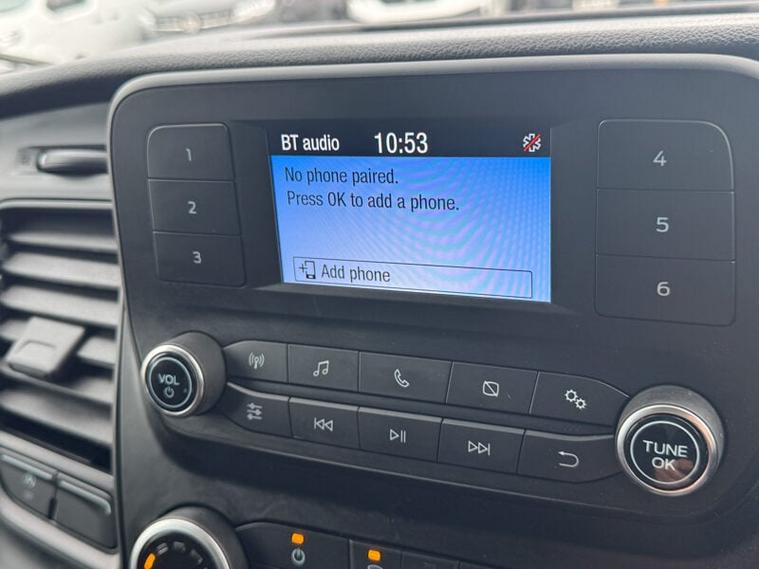 BT audio 10:53
No phone paired.
Press OK to add a phone.
Add phone
1
2
3
4
5
6
VOL
TUNE
OK